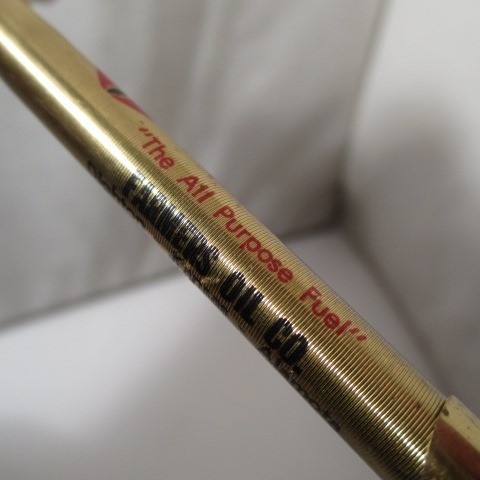 "The All Purpose Fuel"
FARMERS OIL CO.